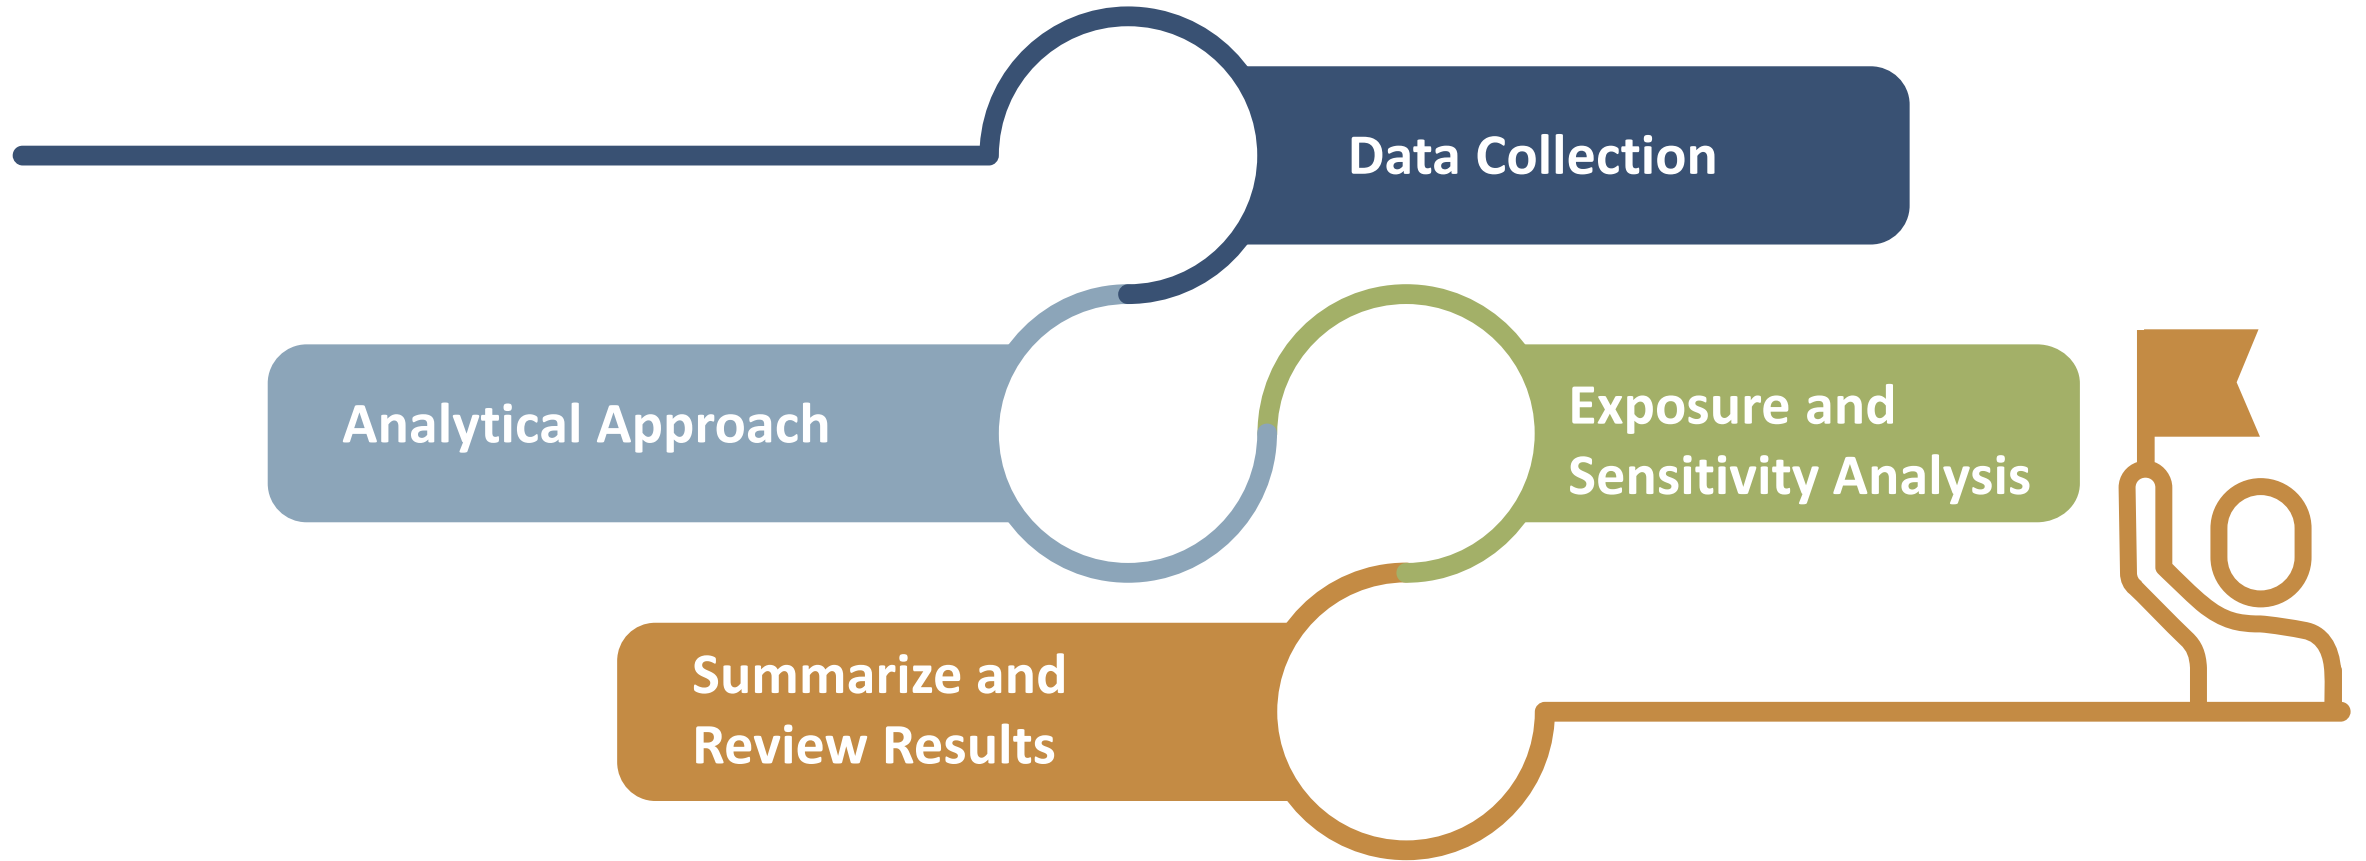 Data Collection
Analytical Approach
Exposure and
Sensitivity Analysis
Summarize and
Review Results